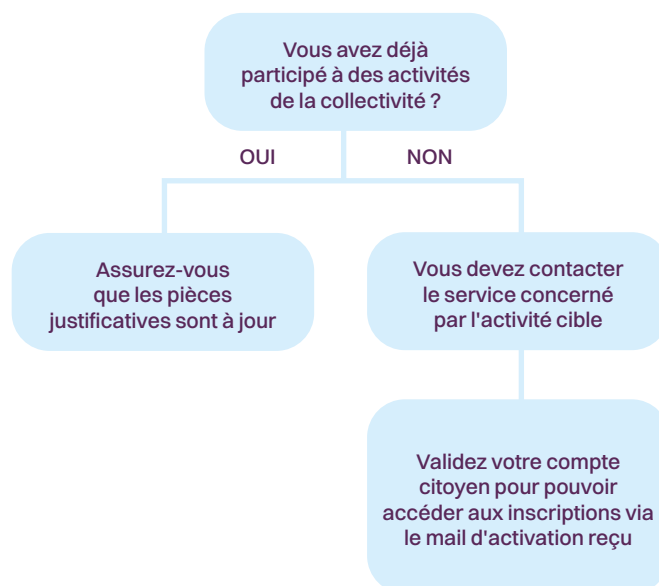 Vous avez déjà
participé à des activités
de la collectivité ?
OUI
NON
Assurez-vous
que les pièces
justificatives sont à jour
Vous devez contacter
le service concerné
par l'activité cible
Validez votre compte
citoyen pour pouvoir
accéder aux inscriptions via
le mail d'activation reçu